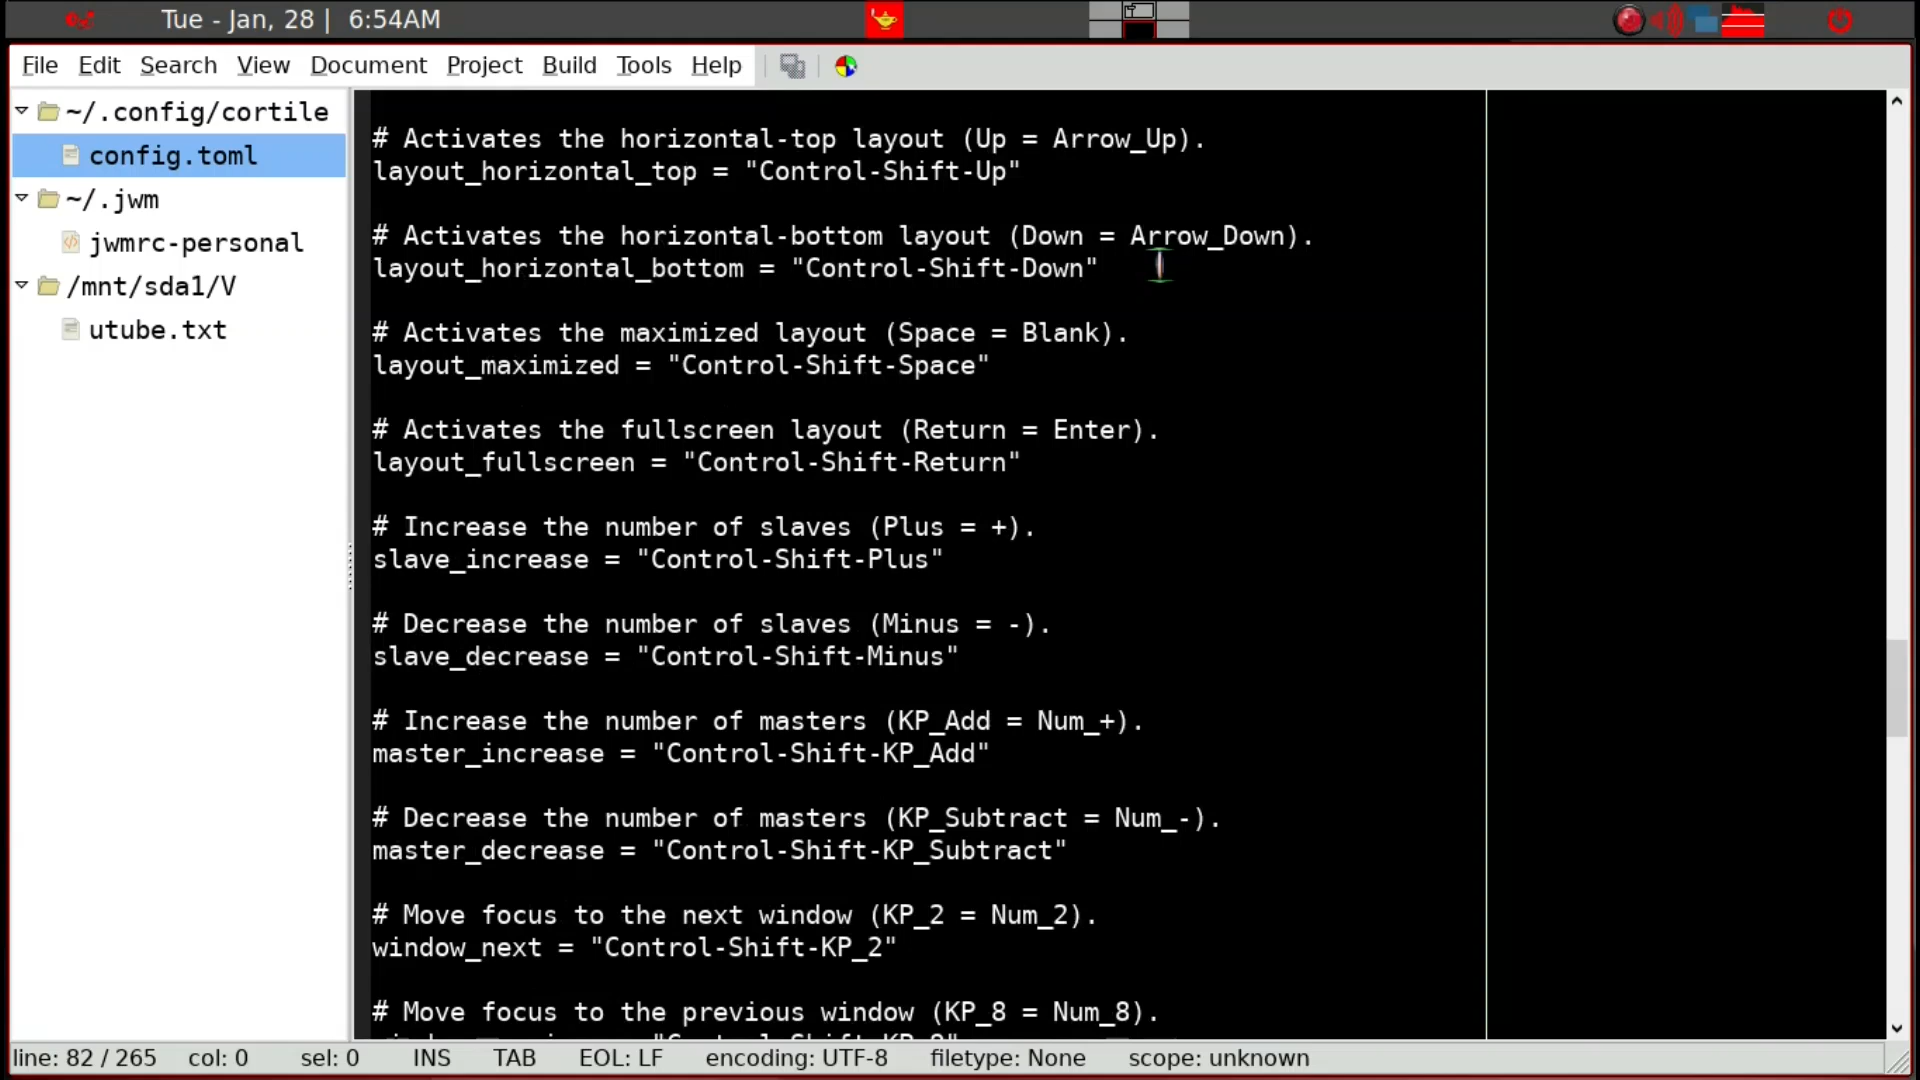 Tue - Jan, 28 | 6:54AM
File Edit Search View Document Project Build Tools Help
~/.config/cortile
config.toml
~/.jwm
jwmrc-personal
/mnt/sda1/V
utube.txt
# Activates the horizontal-top layout (Up = Arrow_Up).
layout_horizontal_top = "Control-Shift-Up"
# Activates the horizontal-bottom layout (Down = Arrow_Down).
layout_horizontal_bottom = "Control-Shift-Down"
# Activates the maximized layout (Space = Blank).
layout_maximized = "Control-Shift-Space"
# Activates the fullscreen layout (Return = Enter).
layout_fullscreen = "Control-Shift-Return"
# Increase the number of slaves (Plus = +).
slave_increase = "Control-Shift-Plus"
# Decrease the number of slaves (Minus = -).
slave_decrease = "Control-Shift-Minus"
# Increase the number of masters (KP_Add = Num_+).
master_increase = "Control-Shift-KP_Add"
# Decrease the number of masters (KP_Subtract = Num_-).
master_decrease = "Control-Shift-KP_Subtract"
# Move focus to the next window (KP_2 = Num_2).
window_next = "Control-Shift-KP_2"
# Move focus to the previous window (KP_8 = Num_8).
line: 82 / 265 col: 0 sel: 0 INS TAB EOL: LF encoding: UTF-8 filetype: None scope: unknown